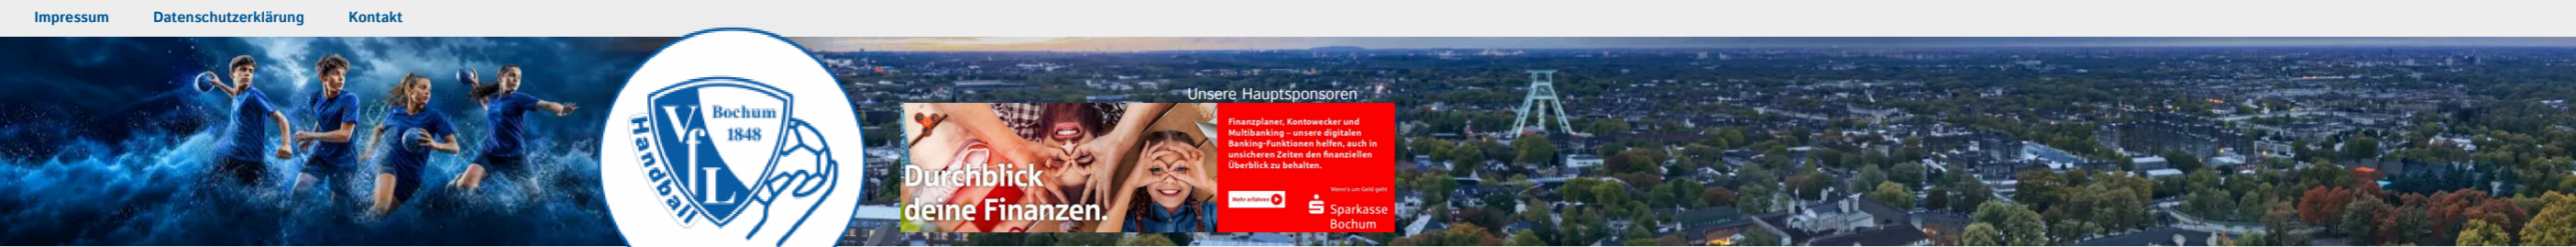 Impressum Datenschutzerklärung Kontakt
Handball
VfL
Bochum
1848
Unsere Hauptsponsoren
Durchblick
deine Finanzen.
Finanzplaner, Kontowecker und
Multibanking – unsere digitalen
Banking-Funktionen helfen, auch in
unsicheren Zeiten den finanziellen
Überblick zu behalten.
Mehr erfahren
Wenn's um Geld geht
Sparkasse
Bochum